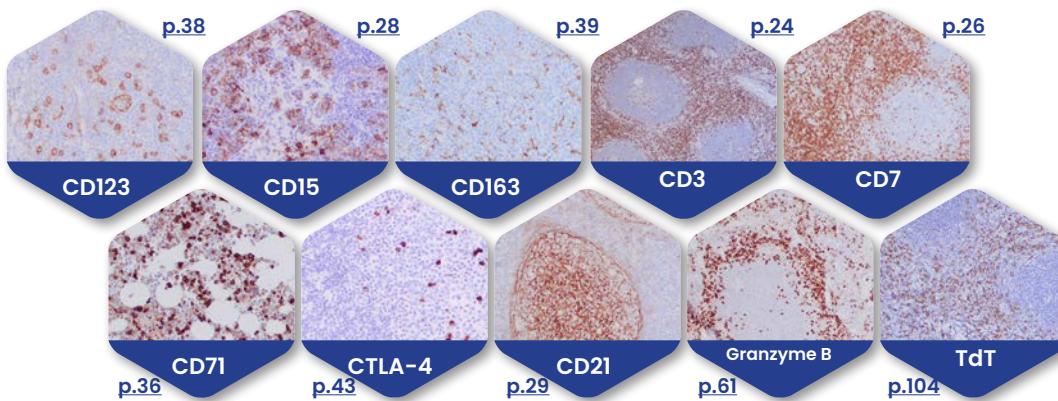 p.38
p.28
p.39
p.24
p.26
CD123
CD15
CD163
CD3
CD7
CD71
CTLA-4
CD21
Granzyme B
TdT
p.36
p.43
p.29
p.61
p.104